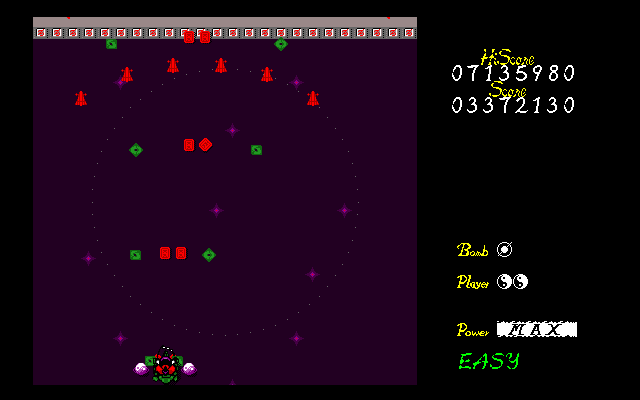 HiScore
07135980
Score
03372130
Bomb
Player
Power MAX
EASY